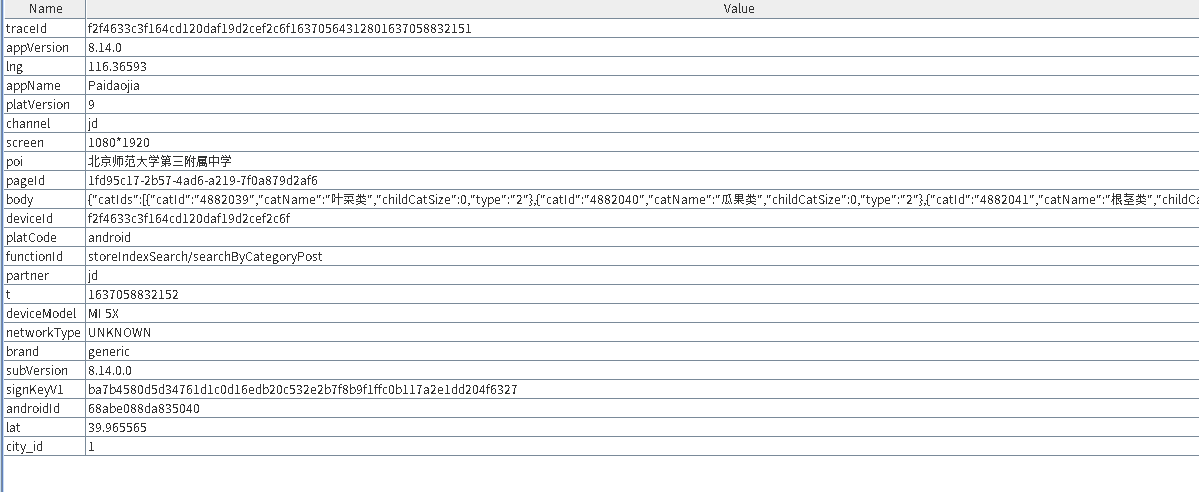 Name Value
traceId f2f4633c3f164cd120daf19d2cef2c6f16370564312801637058832151
appVersion 8.14.0
lng 116.36593
appName Paidaojia
platVersion 9
channel jd
screen 1080*1920
poi 北京师范大学第三附属中学
pageId 1fd95c17-2b57-4ad6-a219-7f0a879d2af6
body {"catIds":[{"catId":"4882039","catName":"叶菜类","childCatSize":0,"type":"2"},{"catId":"4882040","catName":"瓜果类","childCatSize":0,"type":"2"},{"catId":"4882041","catName":"根茎类","childCa
deviceId f2f4633c3f164cd120daf19d2cef2c6f
platCode android
functionId storeIndexSearch/searchByCategoryPost
partner jd
t 1637058832152
deviceModel MI 5X
networkType UNKNOWN
brand generic
subVersion 8.14.0.0
signKeyV1 ba7b4580d5d34761d1c0d16edb20c532e2b7f8b9f1ffc0b117a2e1dd204f6327
androidId 68abe088da835040
lat 39.965565
city_id 1